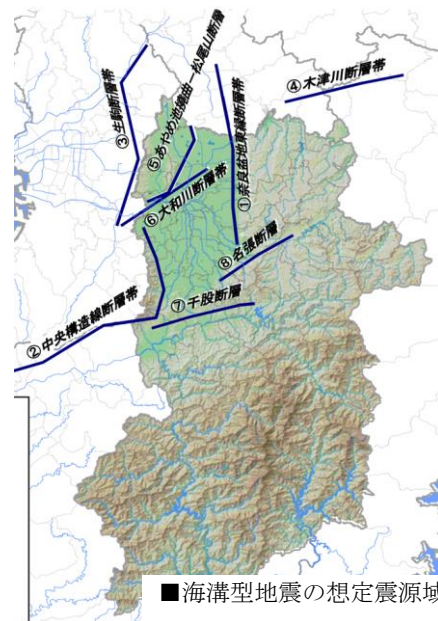 ④木津川断層帯
③生駒断層帯
⑤あやめ池撓曲ー松尾山断層
①奈良盆地東縁断層帯
⑥大和川断層帯
⑧名張断層
⑦千股断層
②中央構造線断層帯
■海溝型地震の想定震源域